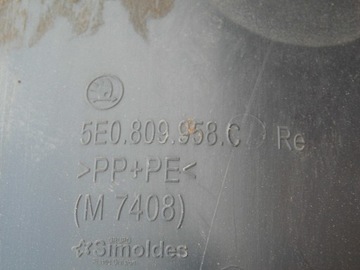 5E0.809.958.C Re
>PP+PE<
(M 7408)
Simoldes